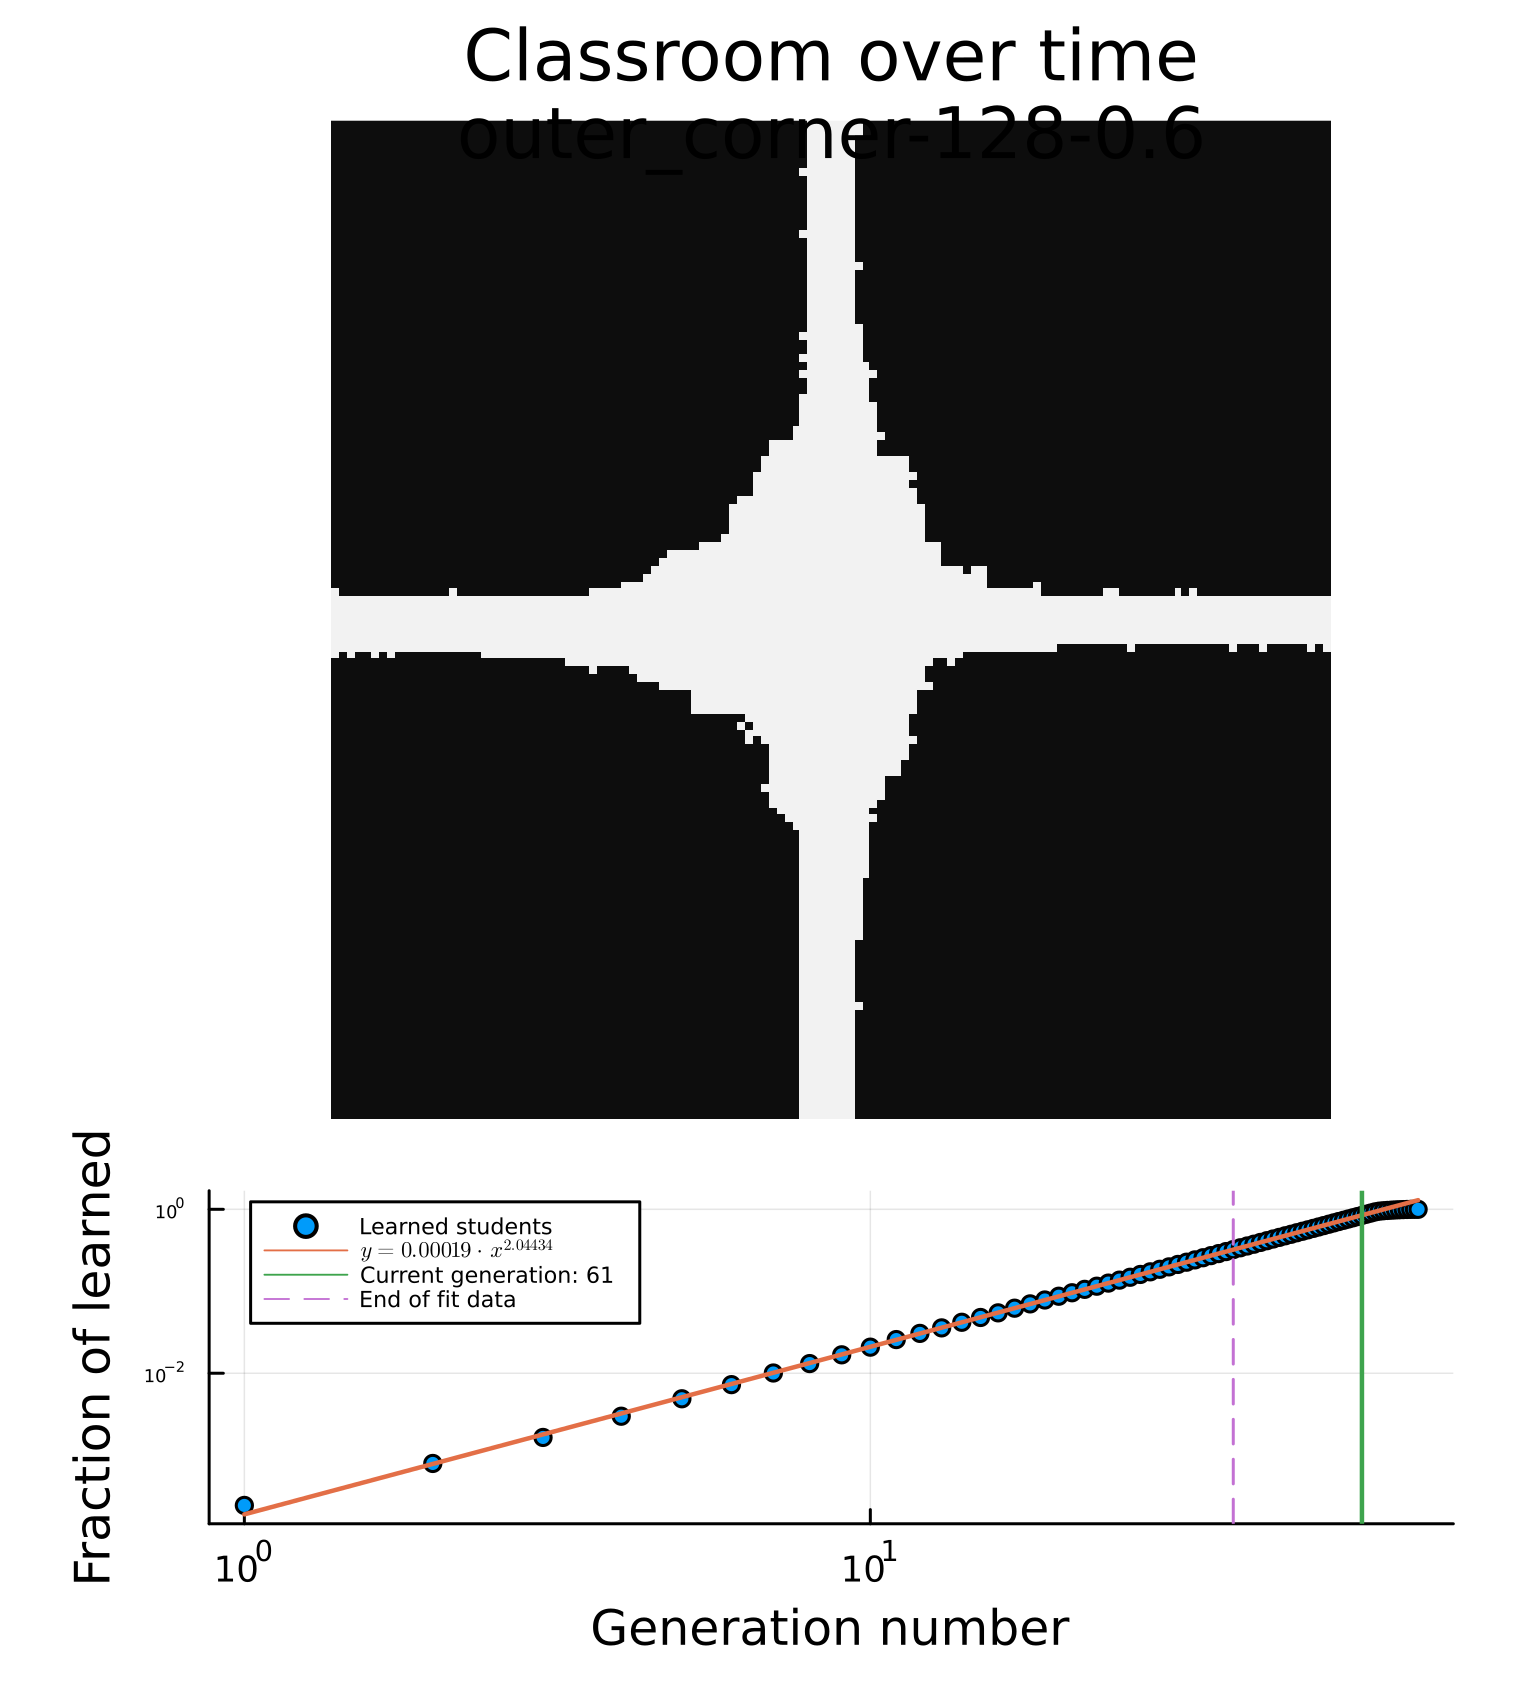 Classroom over time
outer_corner-128-0.6
Fraction of learned
10⁰
10⁻²
Learned students
y = 0.00019 · x^2.04434
Current generation: 61
End of fit data
10⁰
10¹
Generation number